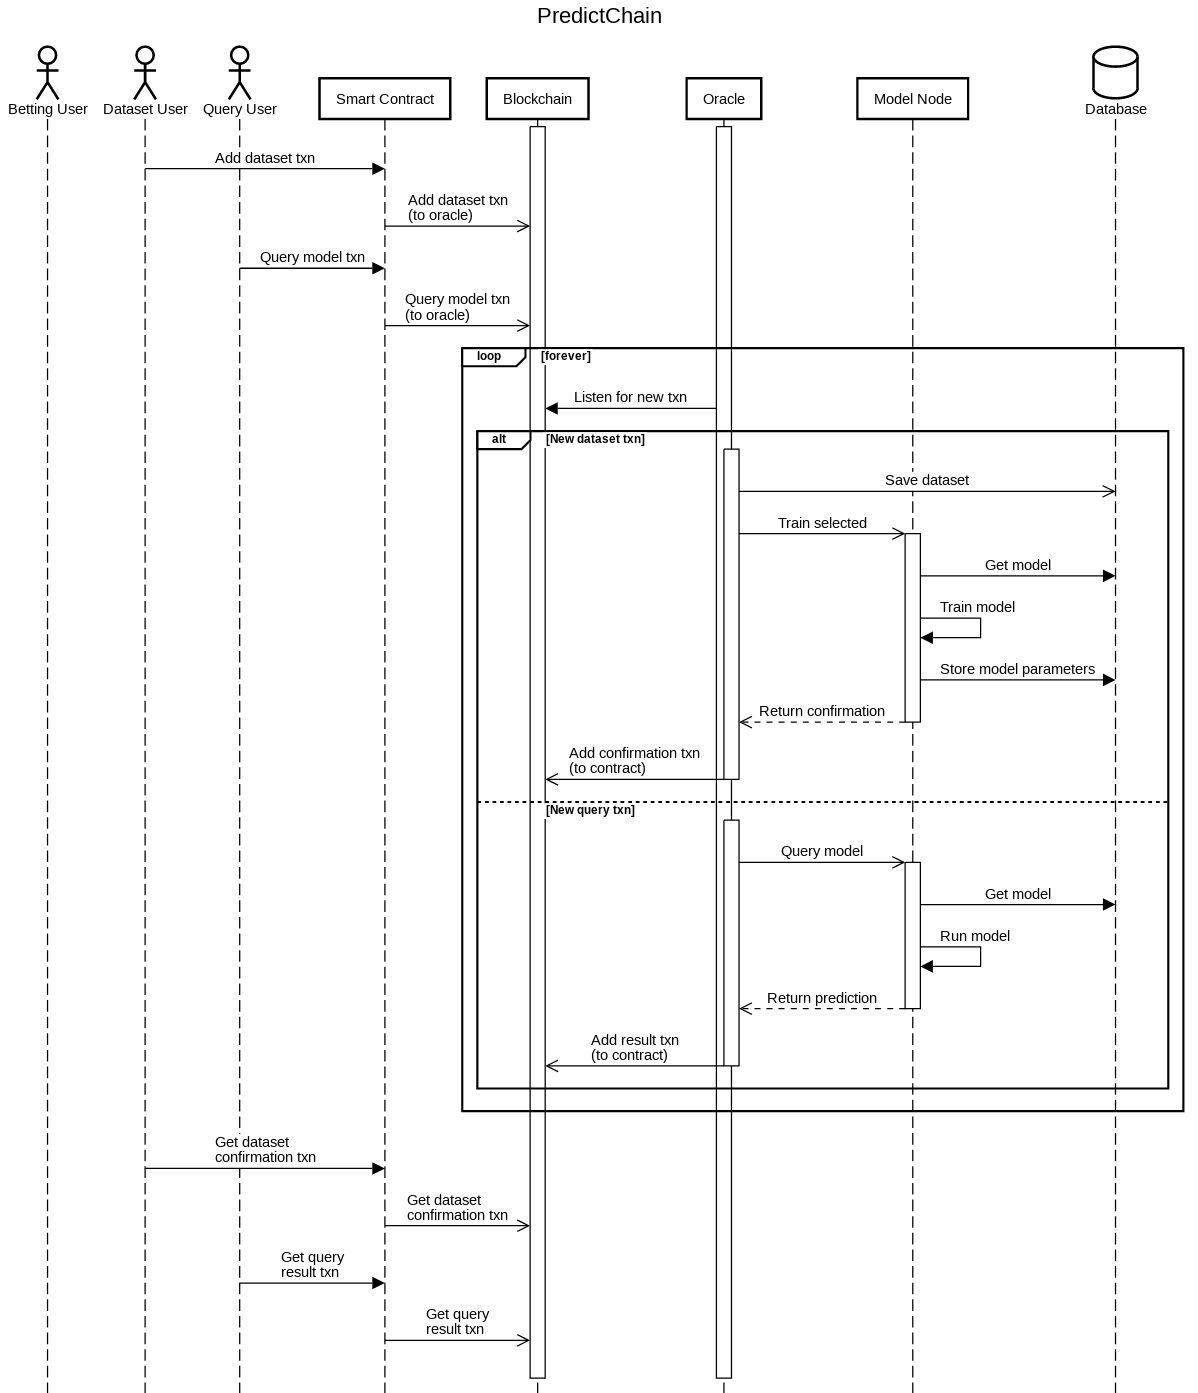 PredictChain
Betting User
Dataset User
Query User
Smart Contract
Blockchain
Oracle
Model Node
Database
Add dataset txn
Add dataset txn
(to oracle)
Query model txn
Query model txn
(to oracle)
loop
[forever]
Listen for new txn
alt
[New dataset txn]
Save dataset
Train selected
Get model
Train model
Store model parameters
Return confirmation
Add confirmation txn
(to contract)
[New query txn]
Query model
Get model
Run model
Return prediction
Add result txn
(to contract)
Get dataset
confirmation txn
Get dataset
confirmation txn
Get query
result txn
Get query
result txn